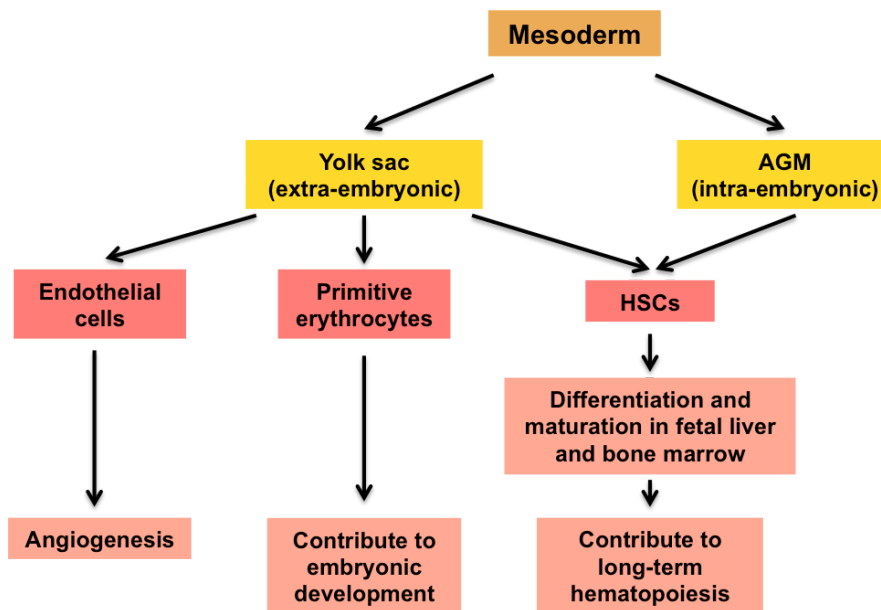 Mesoderm
Yolk sac
(extra-embryonic)
AGM
(intra-embryonic)
Endothelial
cells
Primitive
erythrocytes
HSCs
Differentiation and
maturation in fetal liver
and bone marrow
Angiogenesis
Contribute to
embryonic
development
Contribute to
long-term
hematopoiesis